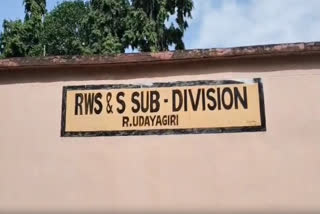 RWS & S SUB - DIVISION
R.UDAYAGIRI